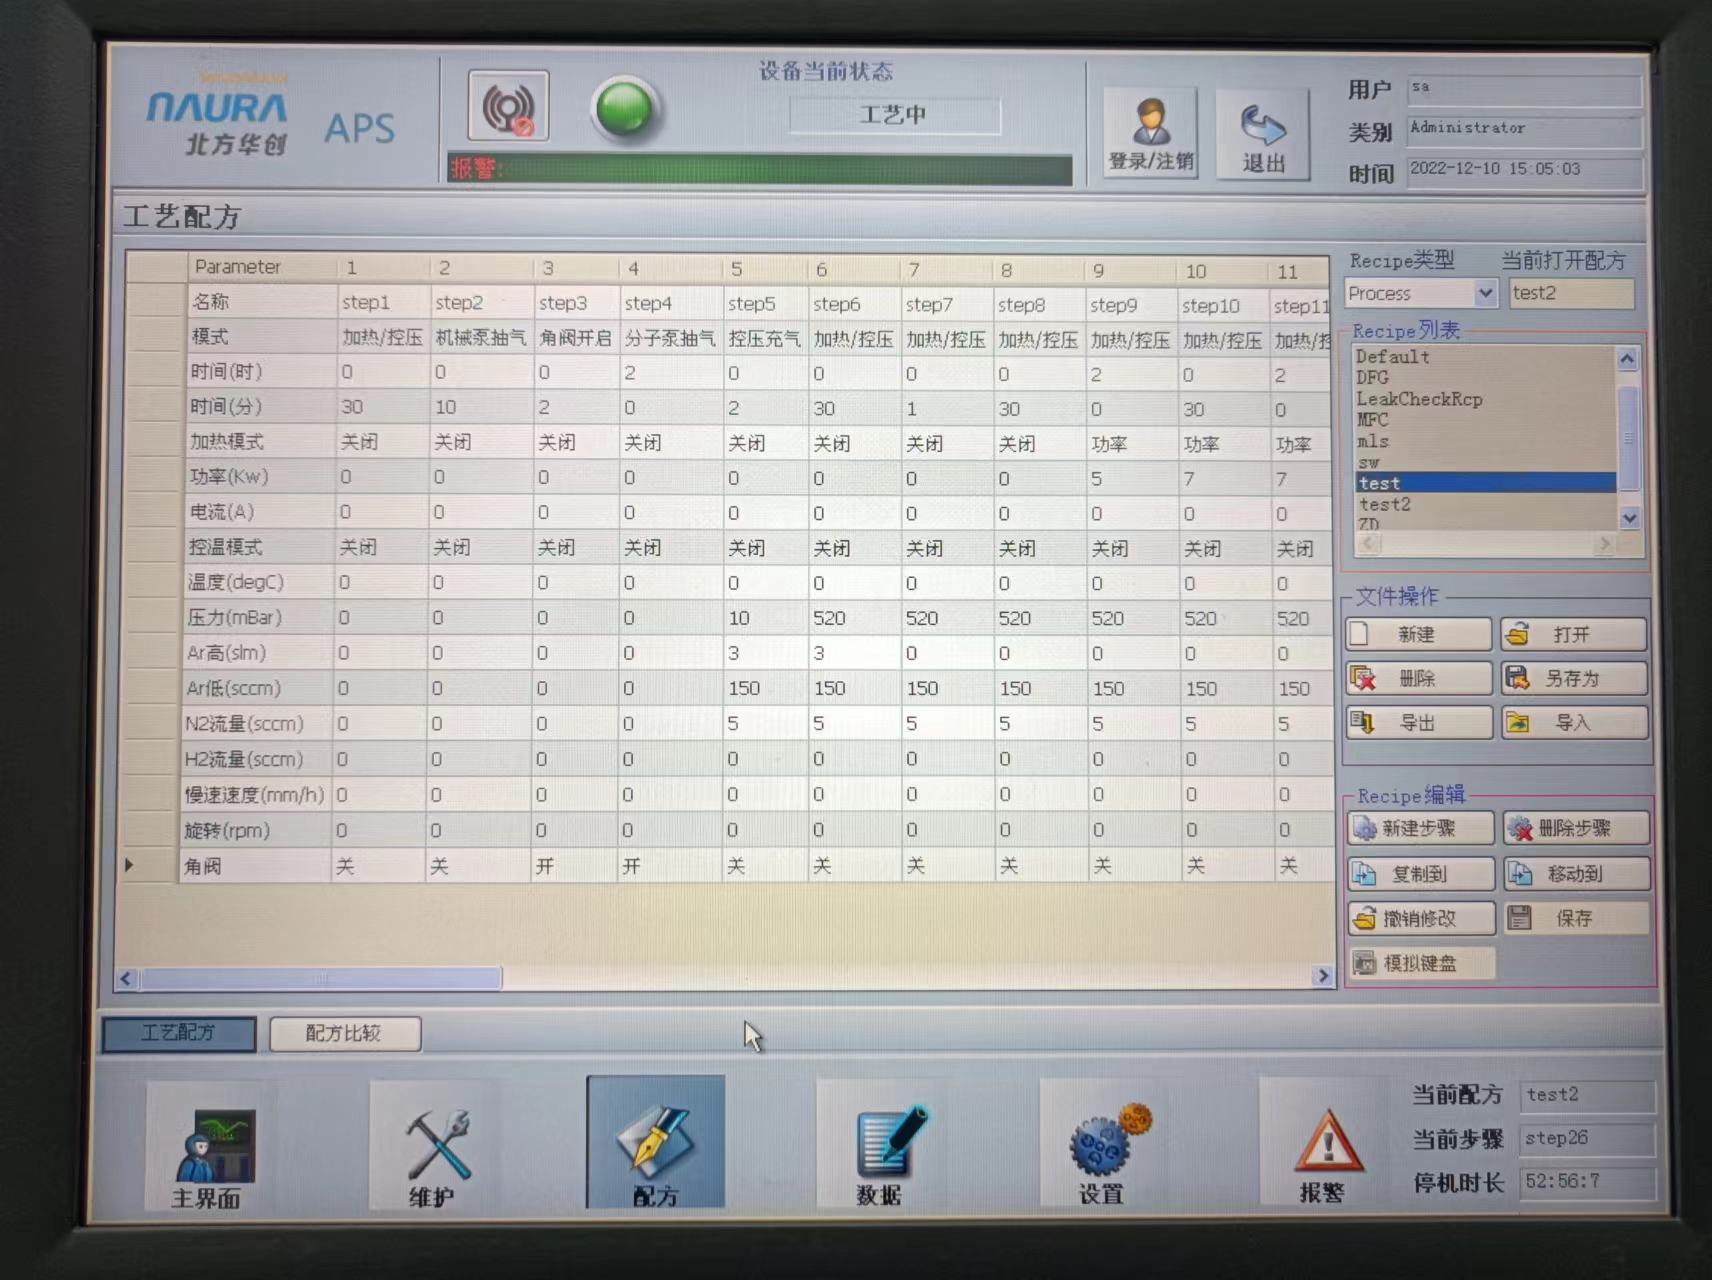 NAURA
北方华创
APS
设备当前状态
工艺中
报警:
登录/注销
退出
用户 sa
类别 Administrator
时间 2022-12-10 15:05:03
工艺配方
Parameter 1 2 3 4 5 6 7 8 9 10 11
名称 step1 step2 step3 step4 step5 step6 step7 step8 step9 step10 step11
模式 加热/控压 机械泵抽气 角阀开启 分子泵抽气 控压充气 加热/控压 加热/控压 加热/控压 加热/控压 加热/控压 加热/控
时间(时) 0 0 0 2 0 0 0 0 2 0 2
时间(分) 30 10 2 0 2 30 1 30 0 30 0
加热模式 关闭 关闭 关闭 关闭 关闭 关闭 关闭 关闭 功率 功率 功率
功率(Kw) 0 0 0 0 0 0 0 0 5 7 7
电流(A) 0 0 0 0 0 0 0 0 0 0 0
控温模式 关闭 关闭 关闭 关闭 关闭 关闭 关闭 关闭 关闭 关闭 关闭
温度(degC) 0 0 0 0 0 0 0 0 0 0 0
压力(mBar) 0 0 0 0 10 520 520 520 520 520 520
Ar高(slm) 0 0 0 0 3 3 0 0 0 0 0
Ar低(sccm) 0 0 0 0 150 150 150 150 150 150 150
N2流量(sccm) 0 0 0 0 5 5 5 5 5 5 5
H2流量(sccm) 0 0 0 0 0 0 0 0 0 0 0
慢速速度(mm/h) 0 0 0 0 0 0 0 0 0 0 0
旋转(rpm) 0 0 0 0 0 0 0 0 0 0 0
角阀 关 关 开 开 关 关 关 关 关 关 关
Recipe类型 当前打开配方
Process test2
Recipe列表
Default
DFG
LeakCheckRcp
MFC
mls
sw
test
test2
ZD
文件操作
新建 打开
删除 另存为
导出 导入
Recipe编辑
新建步骤 删除步骤
复制到 移动到
撤销修改 保存
模拟键盘
工艺配方 配方比较
主界面 维护 配方 数据 设置 报警
当前配方 test2
当前步骤 step26
停机时长 52:56:7